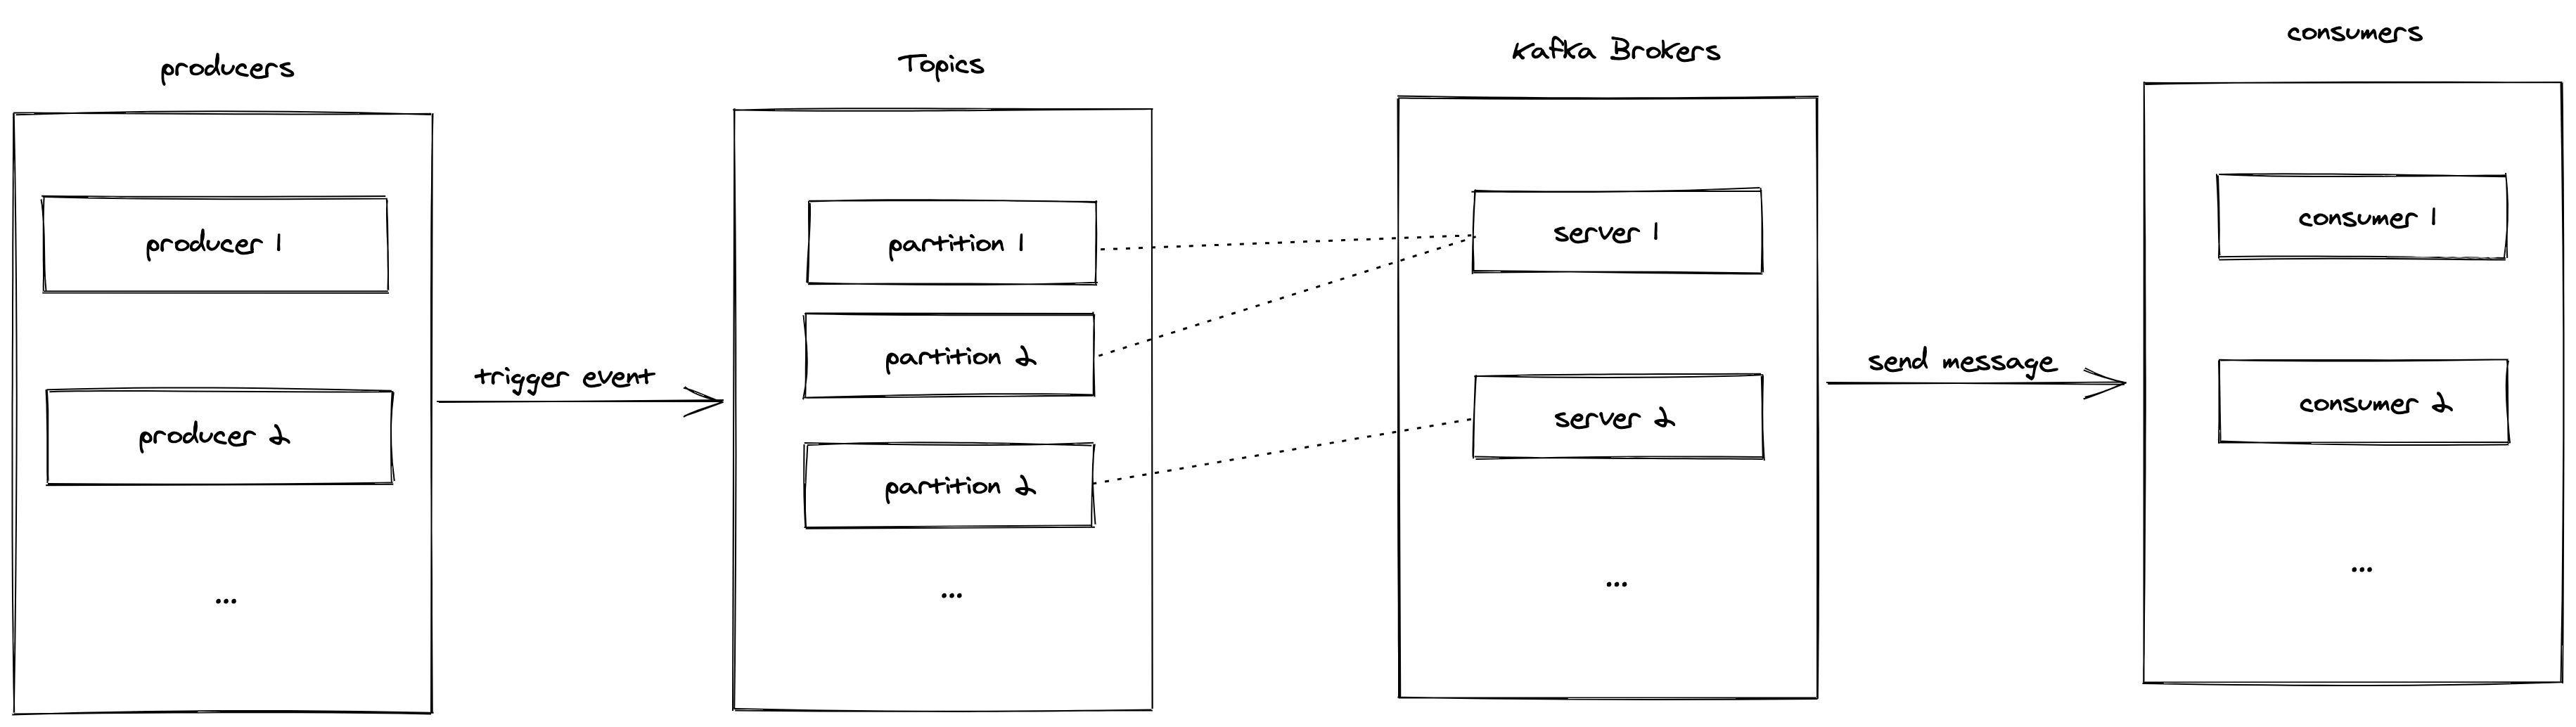 producers
producer 1
producer 2
...
trigger event
Topics
partition 1
partition 2
partition 2
...
Kafka Brokers
server 1
server 2
...
send message
consumers
consumer 1
consumer 2
...